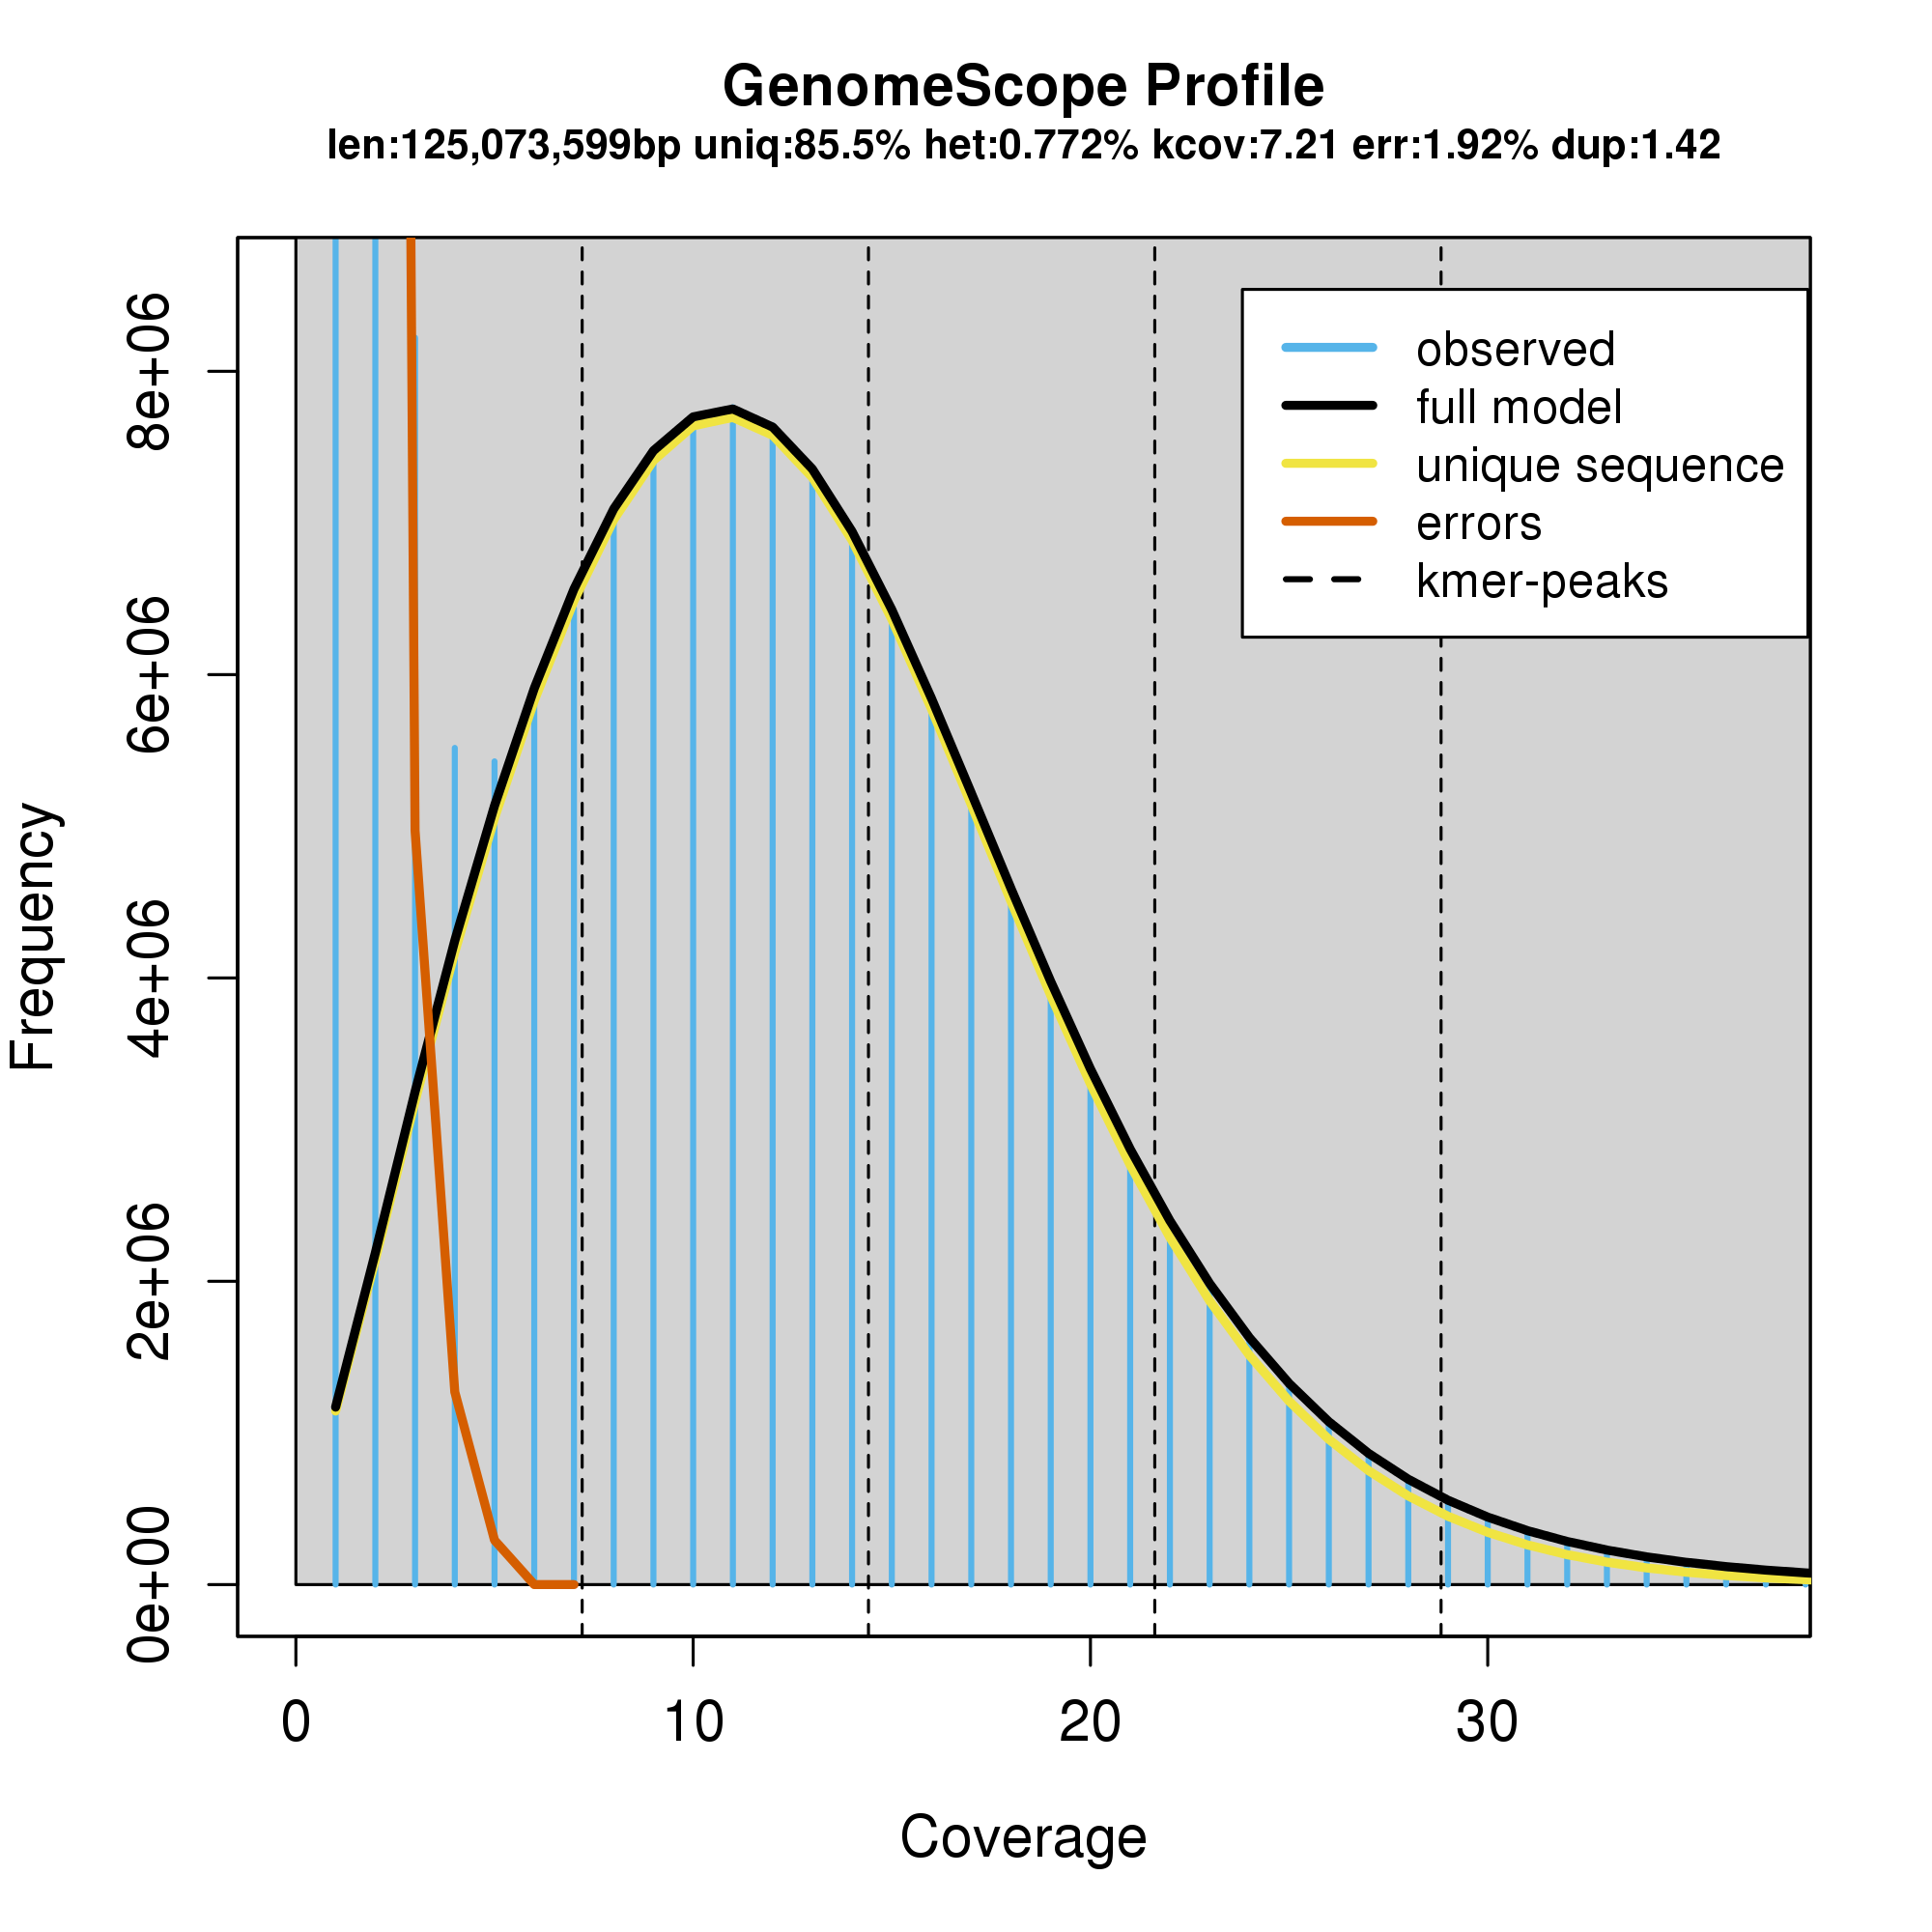 GenomeScope Profile
len:125,073,599bp uniq:85.5% het:0.772% kcov:7.21 err:1.92% dup:1.42
observed
full model
unique sequence
errors
kmer-peaks
Frequency
8e+06
6e+06
4e+06
2e+06
0e+00
0 10 20 30
Coverage